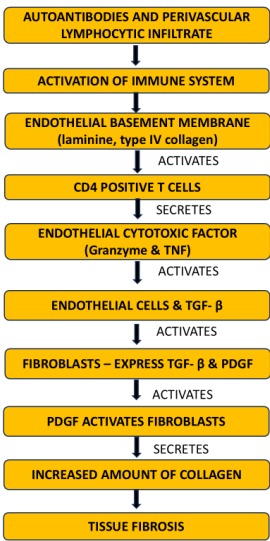 AUTOANTIBODIES AND PERIVASCULAR
LYMPHOCYTIC INFILTRATE
ACTIVATION OF IMMUNE SYSTEM
ENDOTHELIAL BASEMENT MEMBRANE
(laminine, type IV collagen)
ACTIVATES
CD4 POSITIVE T CELLS
SECRETES
ENDOTHELIAL CYTOTOXIC FACTOR
(Granzyme & TNF)
ACTIVATES
ENDOTHELIAL CELLS & TGF- β
ACTIVATES
FIBROBLASTS – EXPRESS TGF- β & PDGF
ACTIVATES
PDGF ACTIVATES FIBROBLASTS
SECRETES
INCREASED AMOUNT OF COLLAGEN
TISSUE FIBROSIS